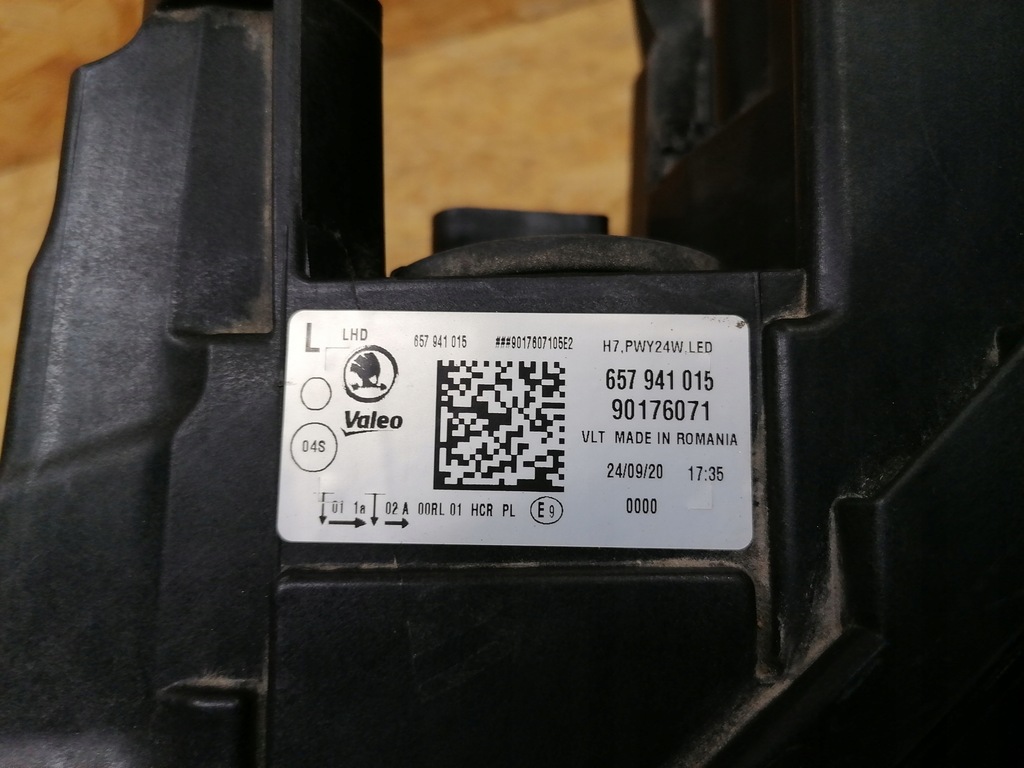 L LHD 657 941 015 ###9017607105E2 H7,PWY24W,LED
657 941 015
90176071
Valeo
VLT MADE IN ROMANIA
04S
24/09/20 17:35
01 1a 02 A 00RL 01 HCR PL E9 0000